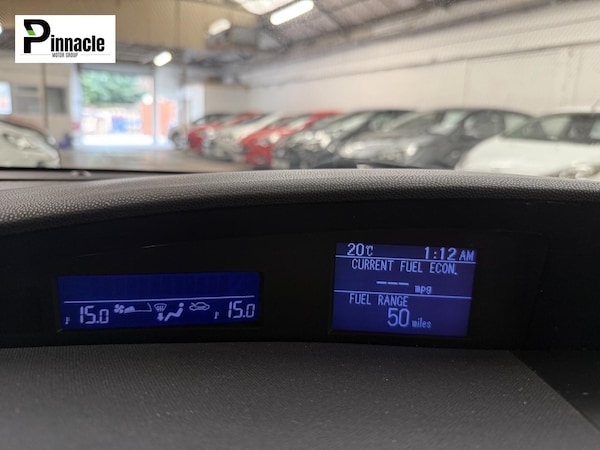 Pinnacle
MOTOR GROUP
20°C 1:12 AM
CURRENT FUEL ECON.
--- mpg
FUEL RANGE
50 miles
F 15.0 F 15.0